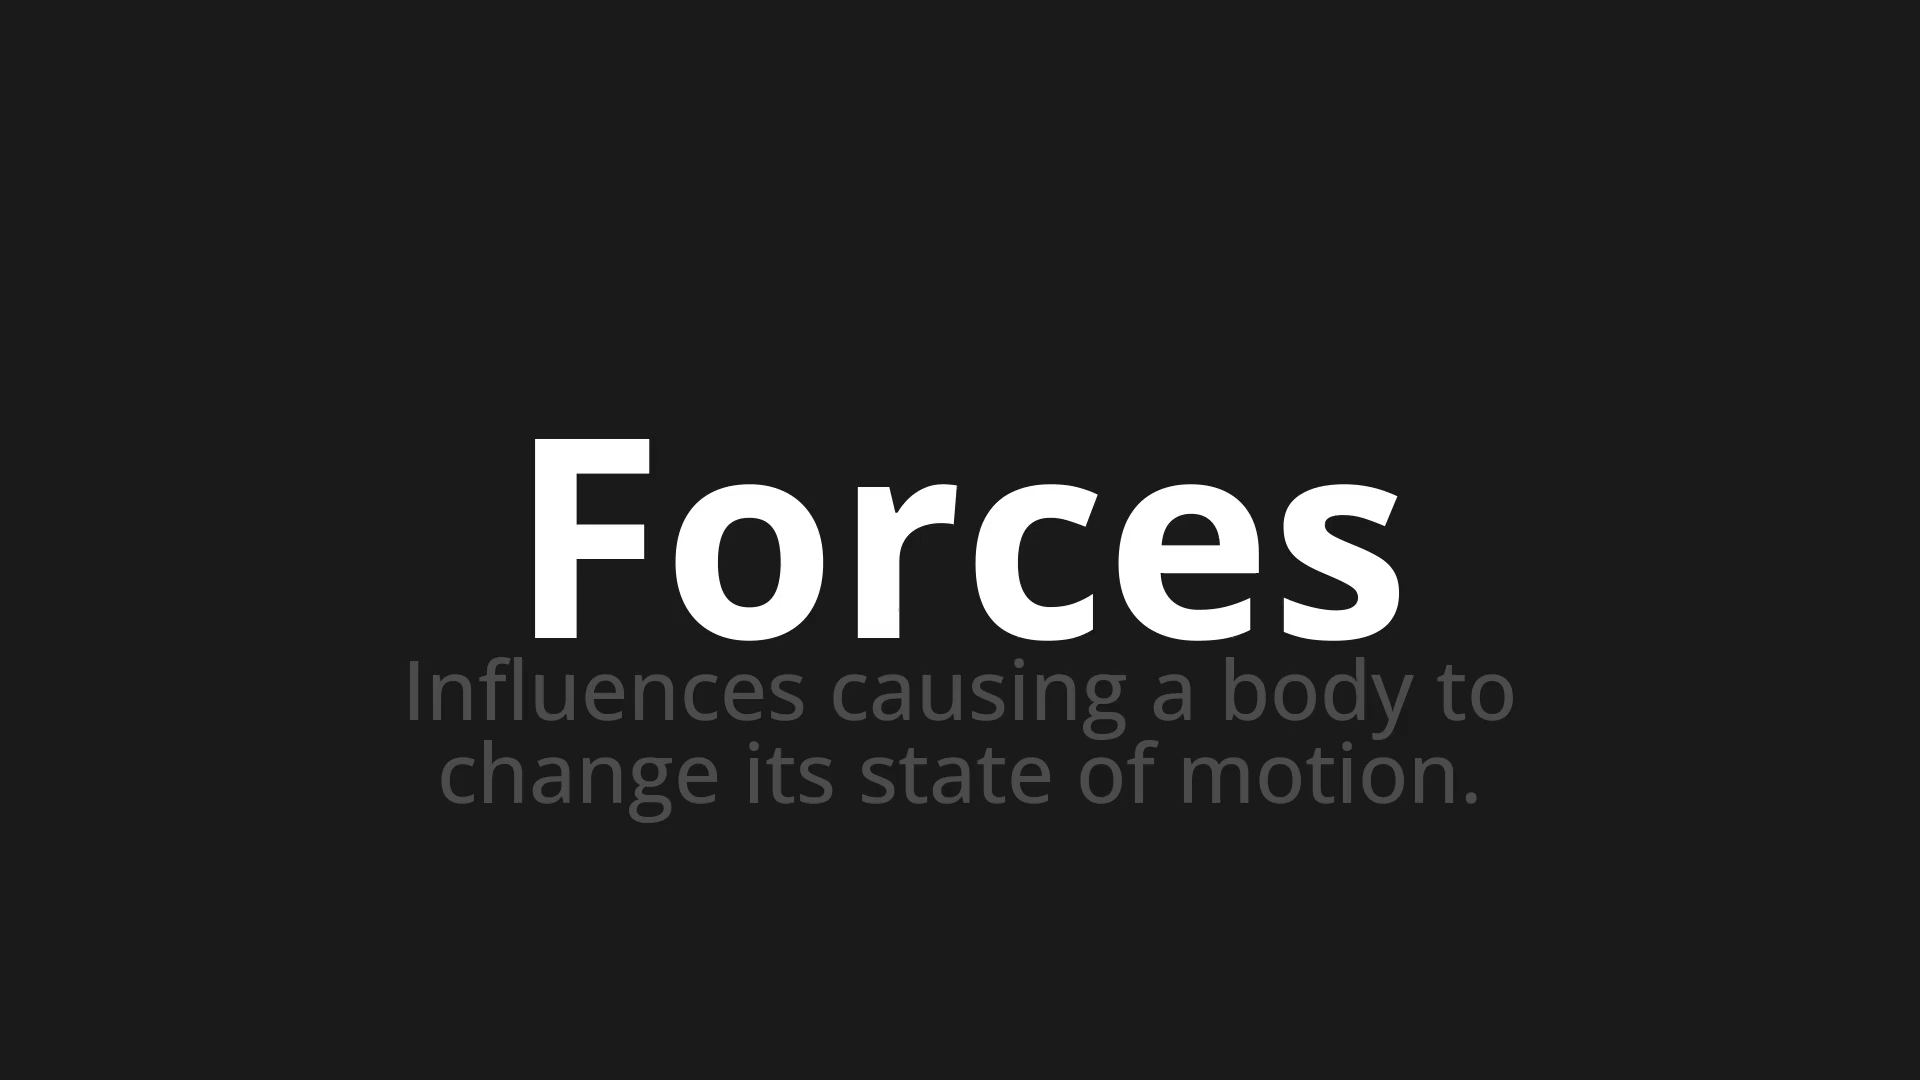 Forces
Influences causing a body to
change its state of motion.